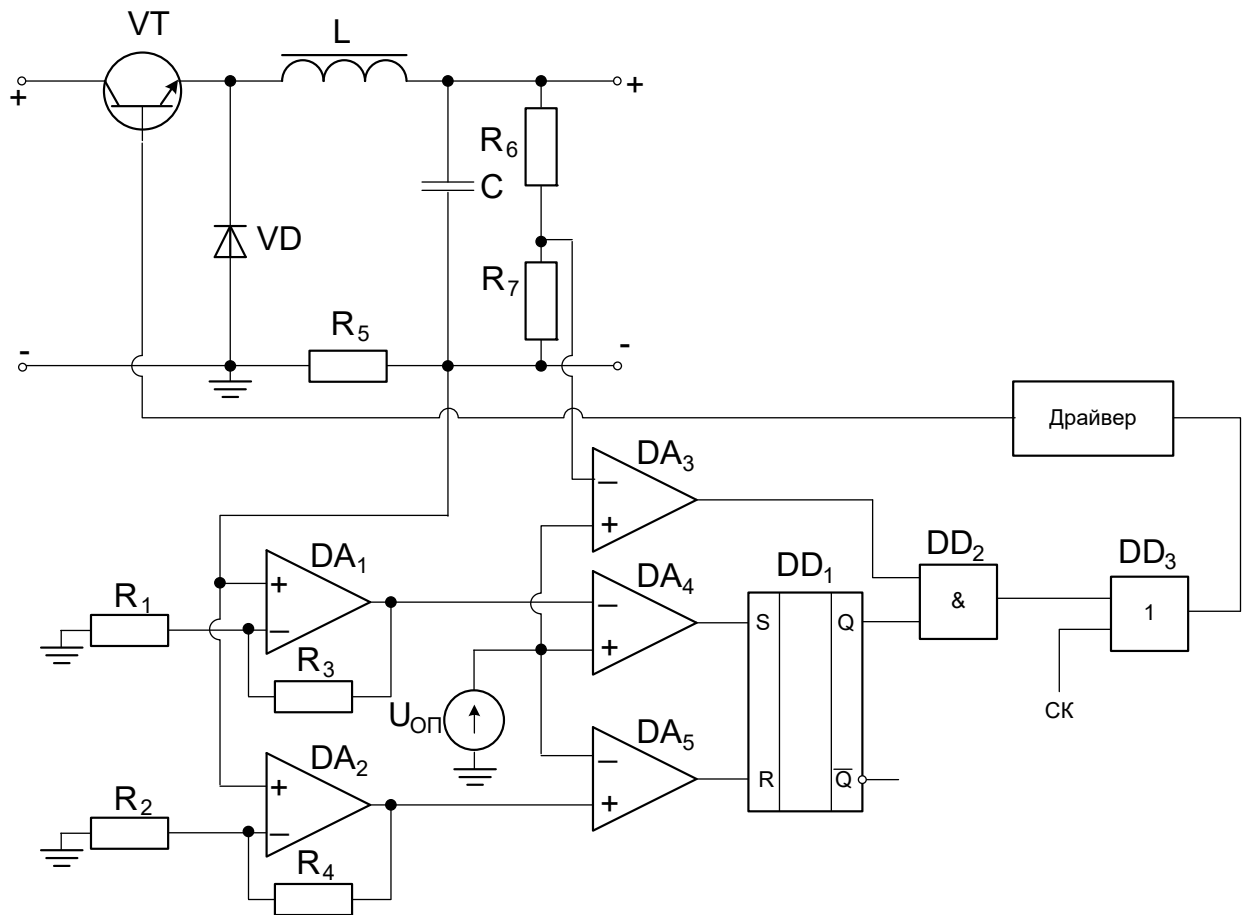 VT
L
+
+
R6
C
VD
R7
R5
-
-
Драйвер
DA3
−
+
DA1
+
−
R1
R3
DA4
−
+
DD1
S
Q
R
Q
DD2
&
DD3
1
СК
UОП
DA5
−
+
DA2
+
−
R2
R4